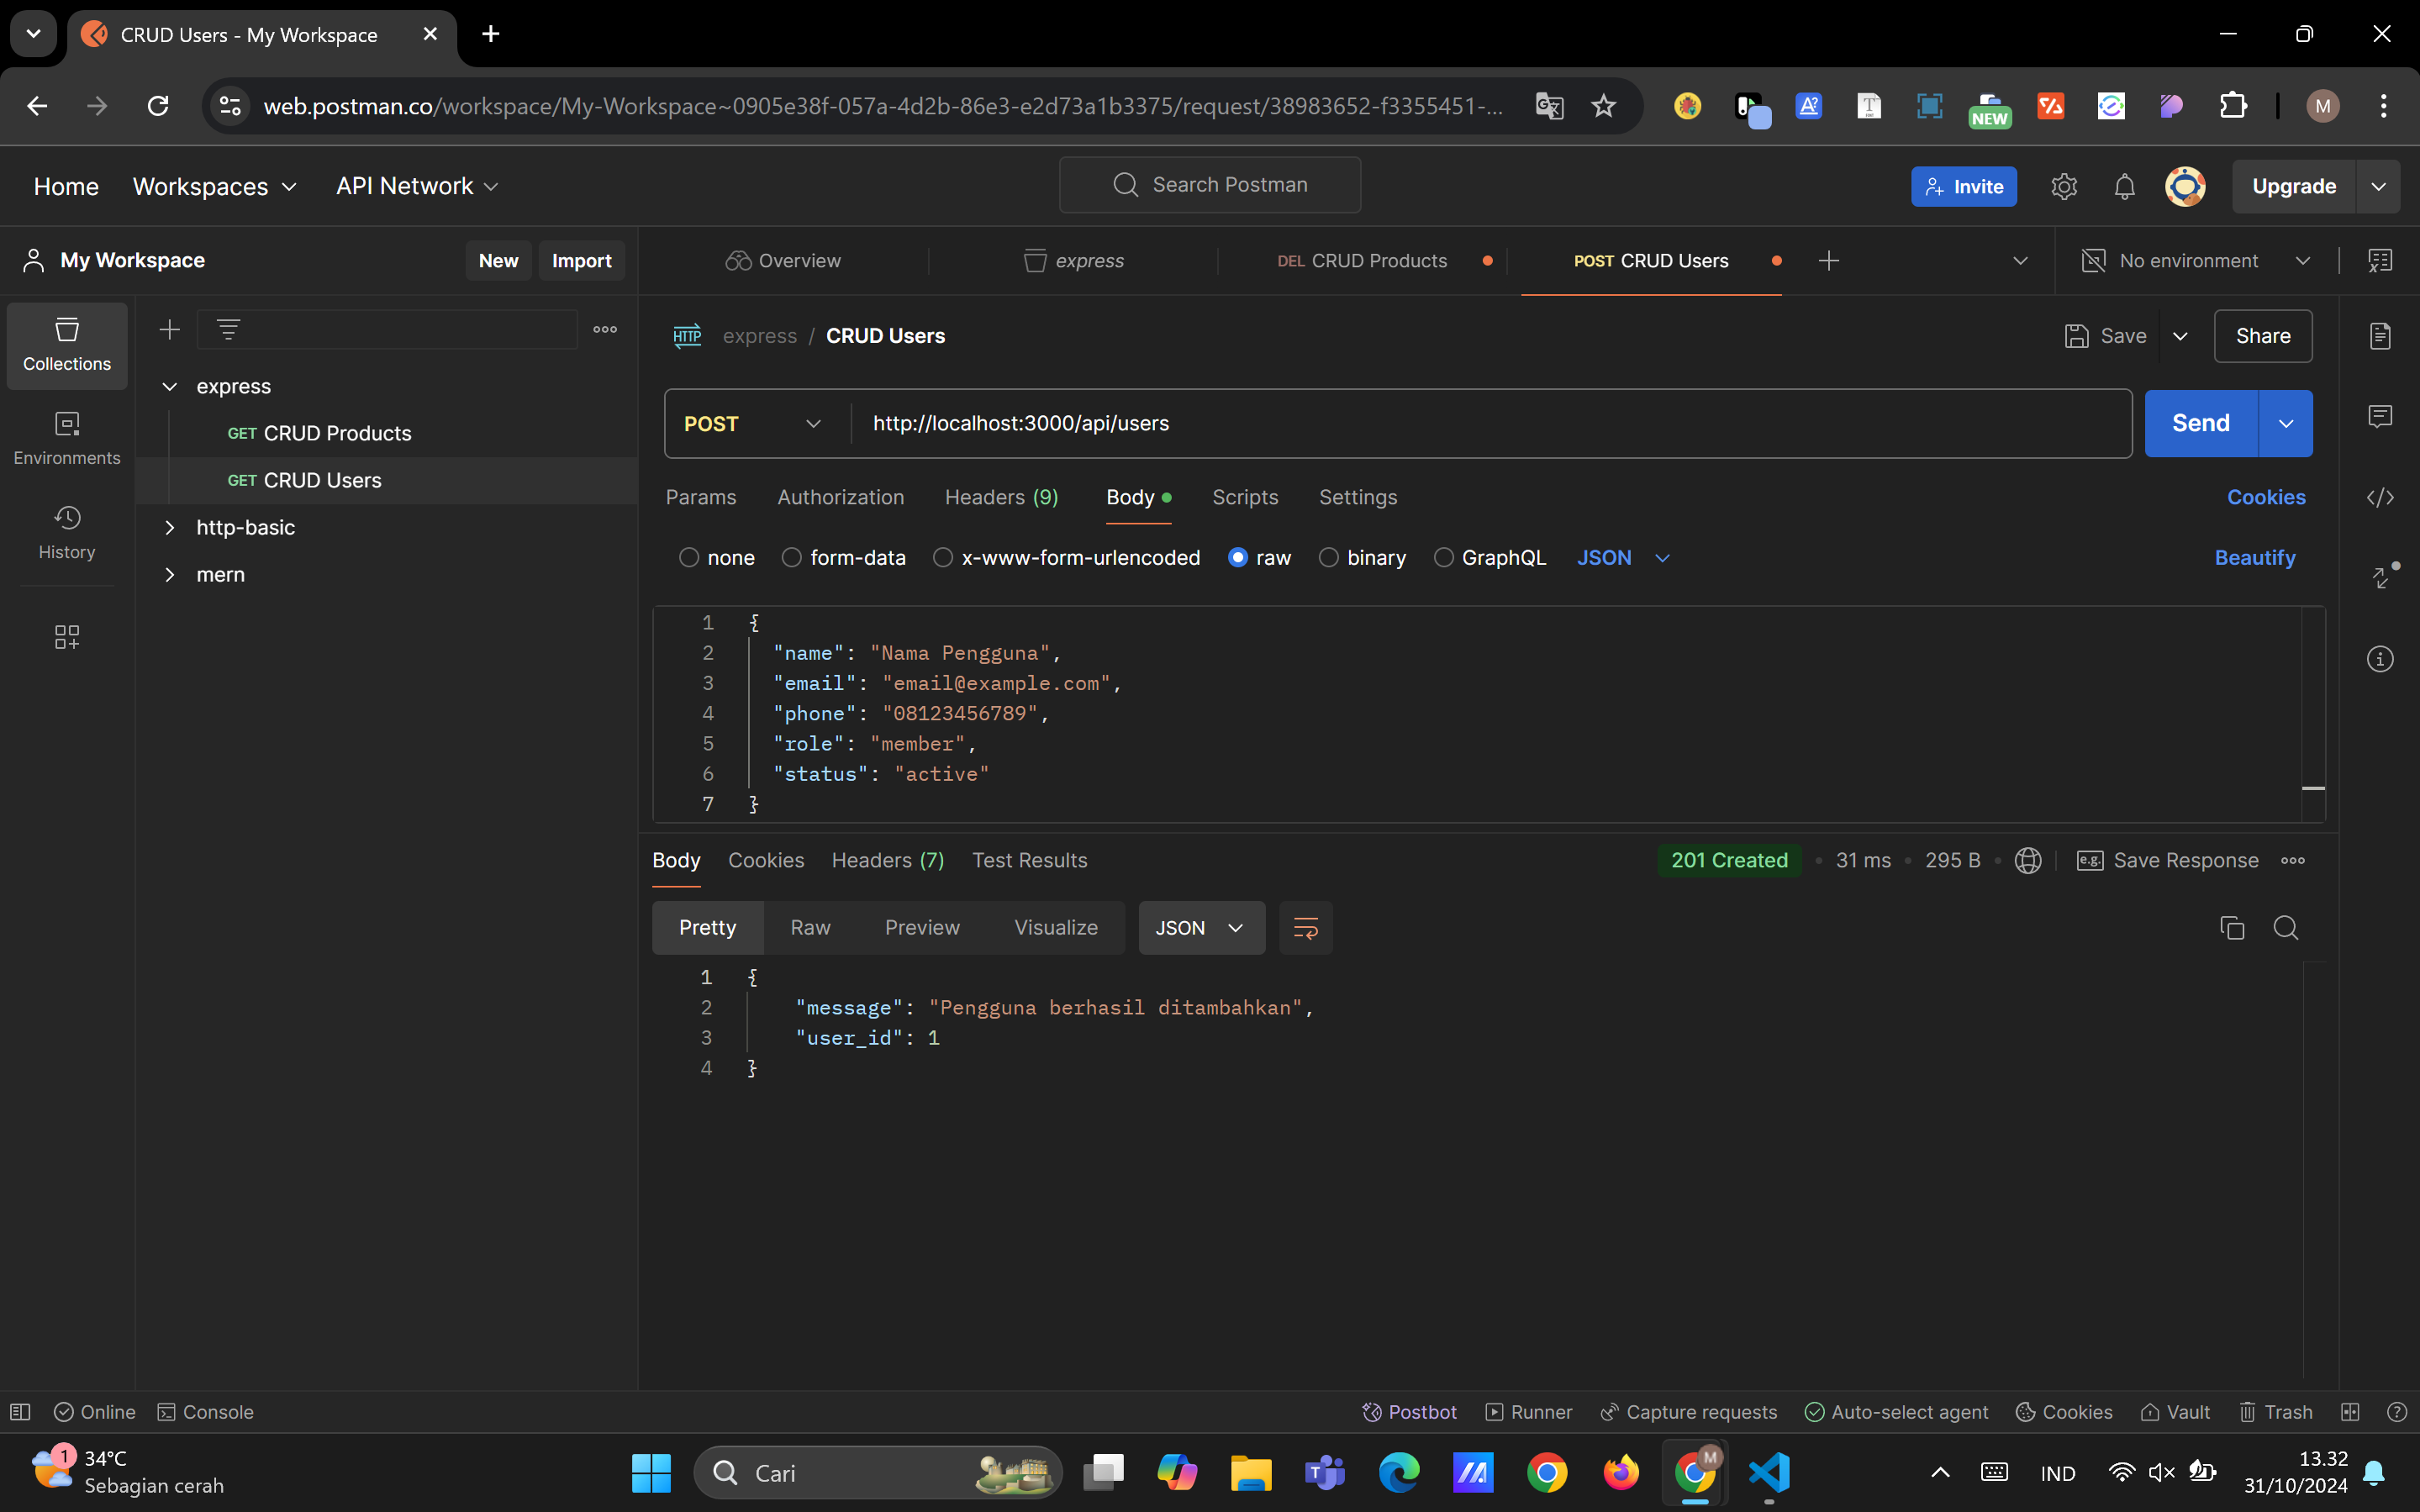 CRUD Users - My Workspace
web.postman.co/workspace/My-Workspace~0905e38f-057a-4d2b-86e3-e2d73a1b3375/request/38983652-f3355451-...
NEW
M
Home
Workspaces
API Network
Search Postman
Invite
Upgrade
My Workspace
New
Import
Overview
express
DEL CRUD Products
POST CRUD Users
No environment
Collections
Environments
History
express
GET CRUD Products
GET CRUD Users
http-basic
mern
HTTP
express / CRUD Users
Save
Share
POST
http://localhost:3000/api/users
Send
Params
Authorization
Headers (9)
Body
Scripts
Settings
Cookies
none
form-data
x-www-form-urlencoded
raw
binary
GraphQL
JSON
Beautify
1 {
2 "name": "Nama Pengguna",
3 "email": "email@example.com",
4 "phone": "08123456789",
5 "role": "member",
6 "status": "active"
7 }
Body
Cookies
Headers (7)
Test Results
201 Created
31 ms
295 B
e.g.
Save Response
Pretty
Raw
Preview
Visualize
JSON
1 {
2 "message": "Pengguna berhasil ditambahkan",
3 "user_id": 1
4 }
Online
Console
Postbot
Runner
Capture requests
Auto-select agent
Cookies
Vault
Trash
1
34°C
Sebagian cerah
Cari
M
IND
13.32
31/10/2024